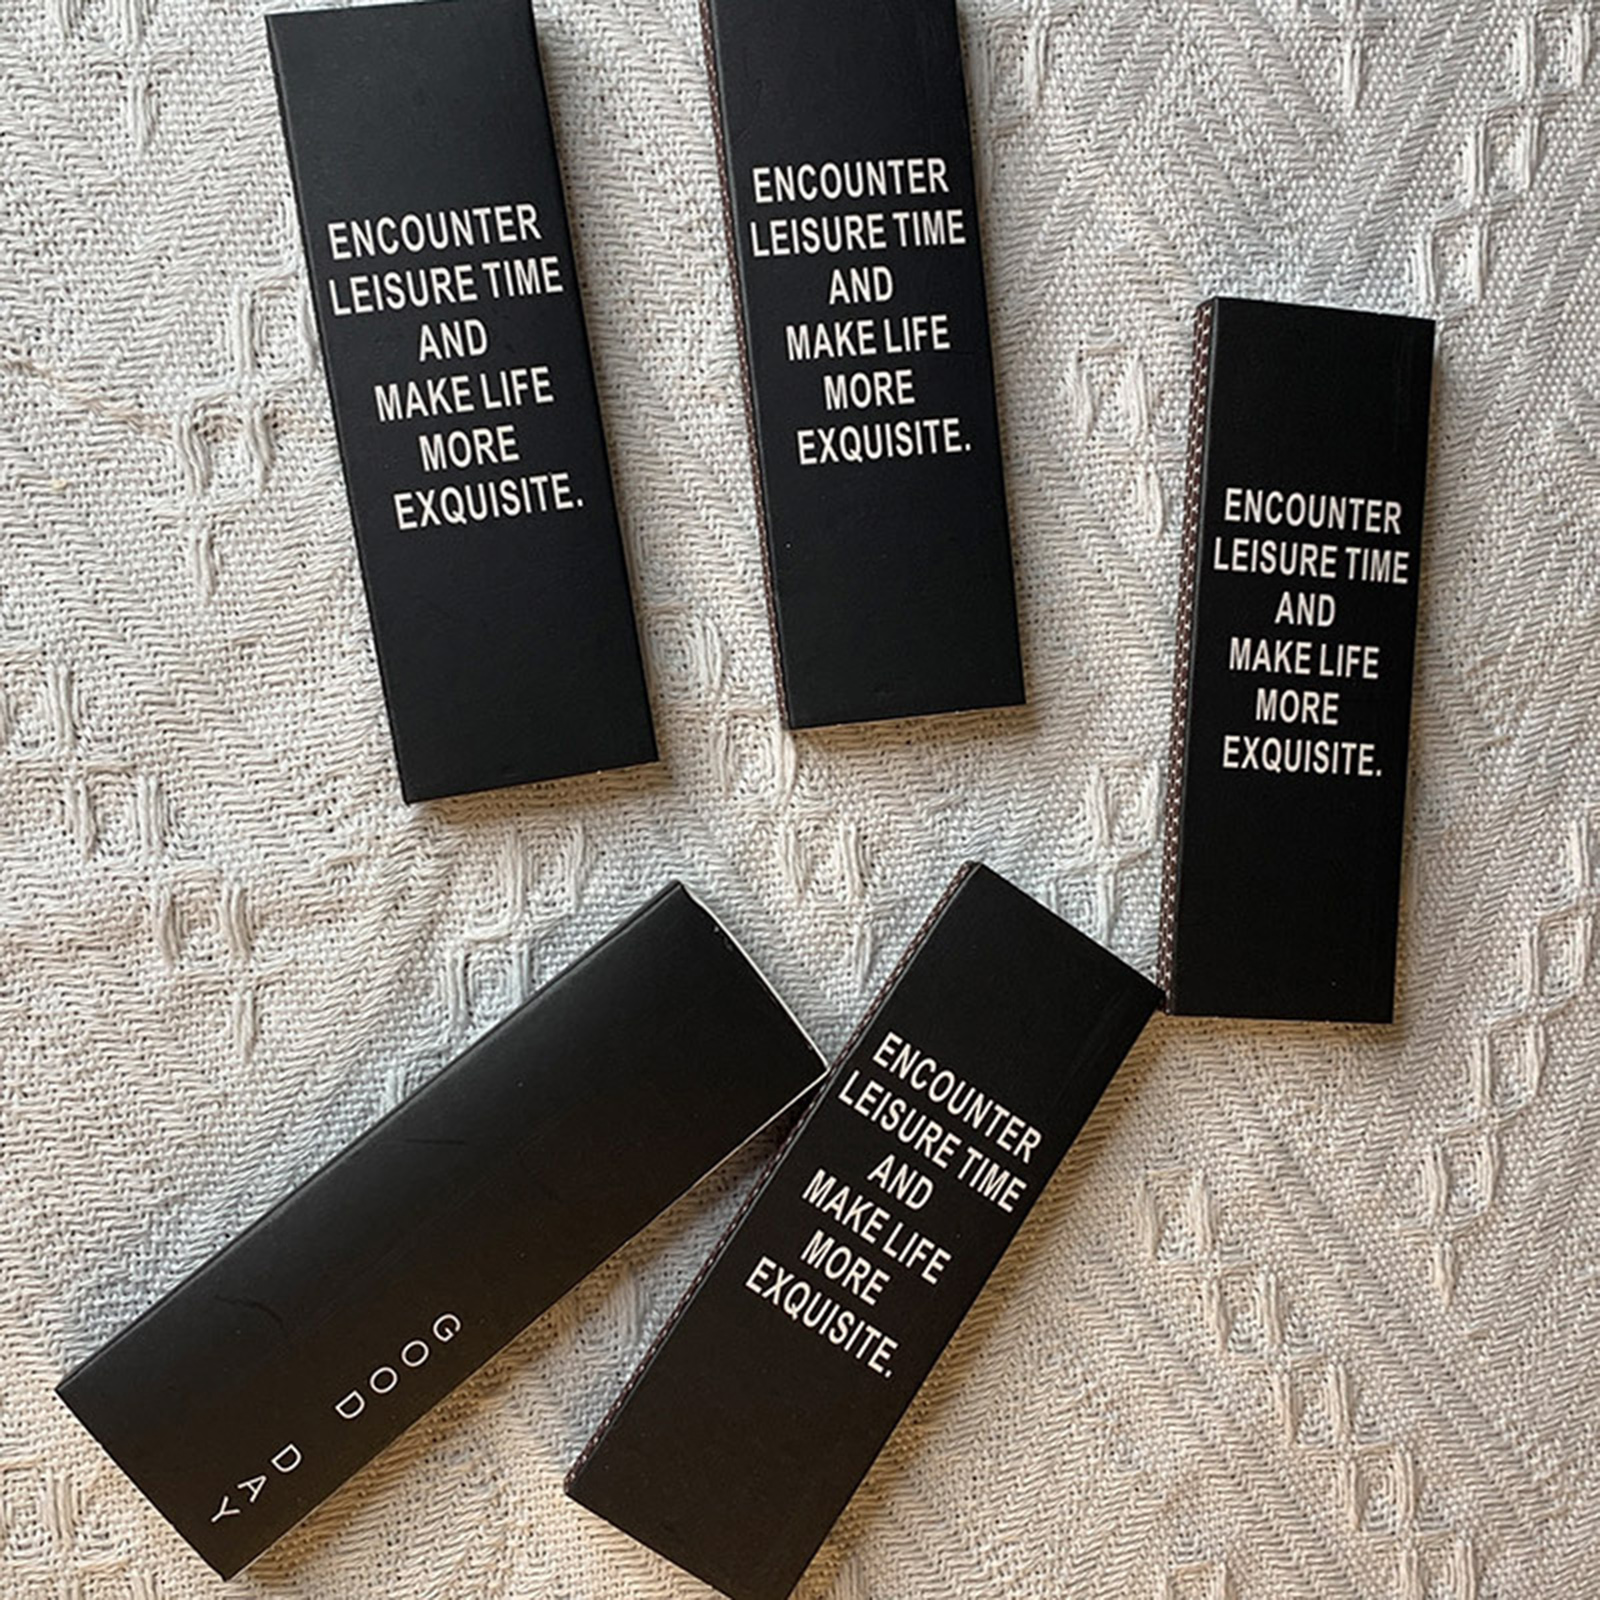 ENCOUNTER
LEISURE TIME
AND
MAKE LIFE
MORE
EXQUISITE.
ENCOUNTER
LEISURE TIME
AND
MAKE LIFE
MORE
EXQUISITE.
ENCOUNTER
LEISURE TIME
AND
MAKE LIFE
MORE
EXQUISITE.
GOOD DAY
ENCOUNTER
LEISURE TIME
AND
MAKE LIFE
MORE
EXQUISITE.